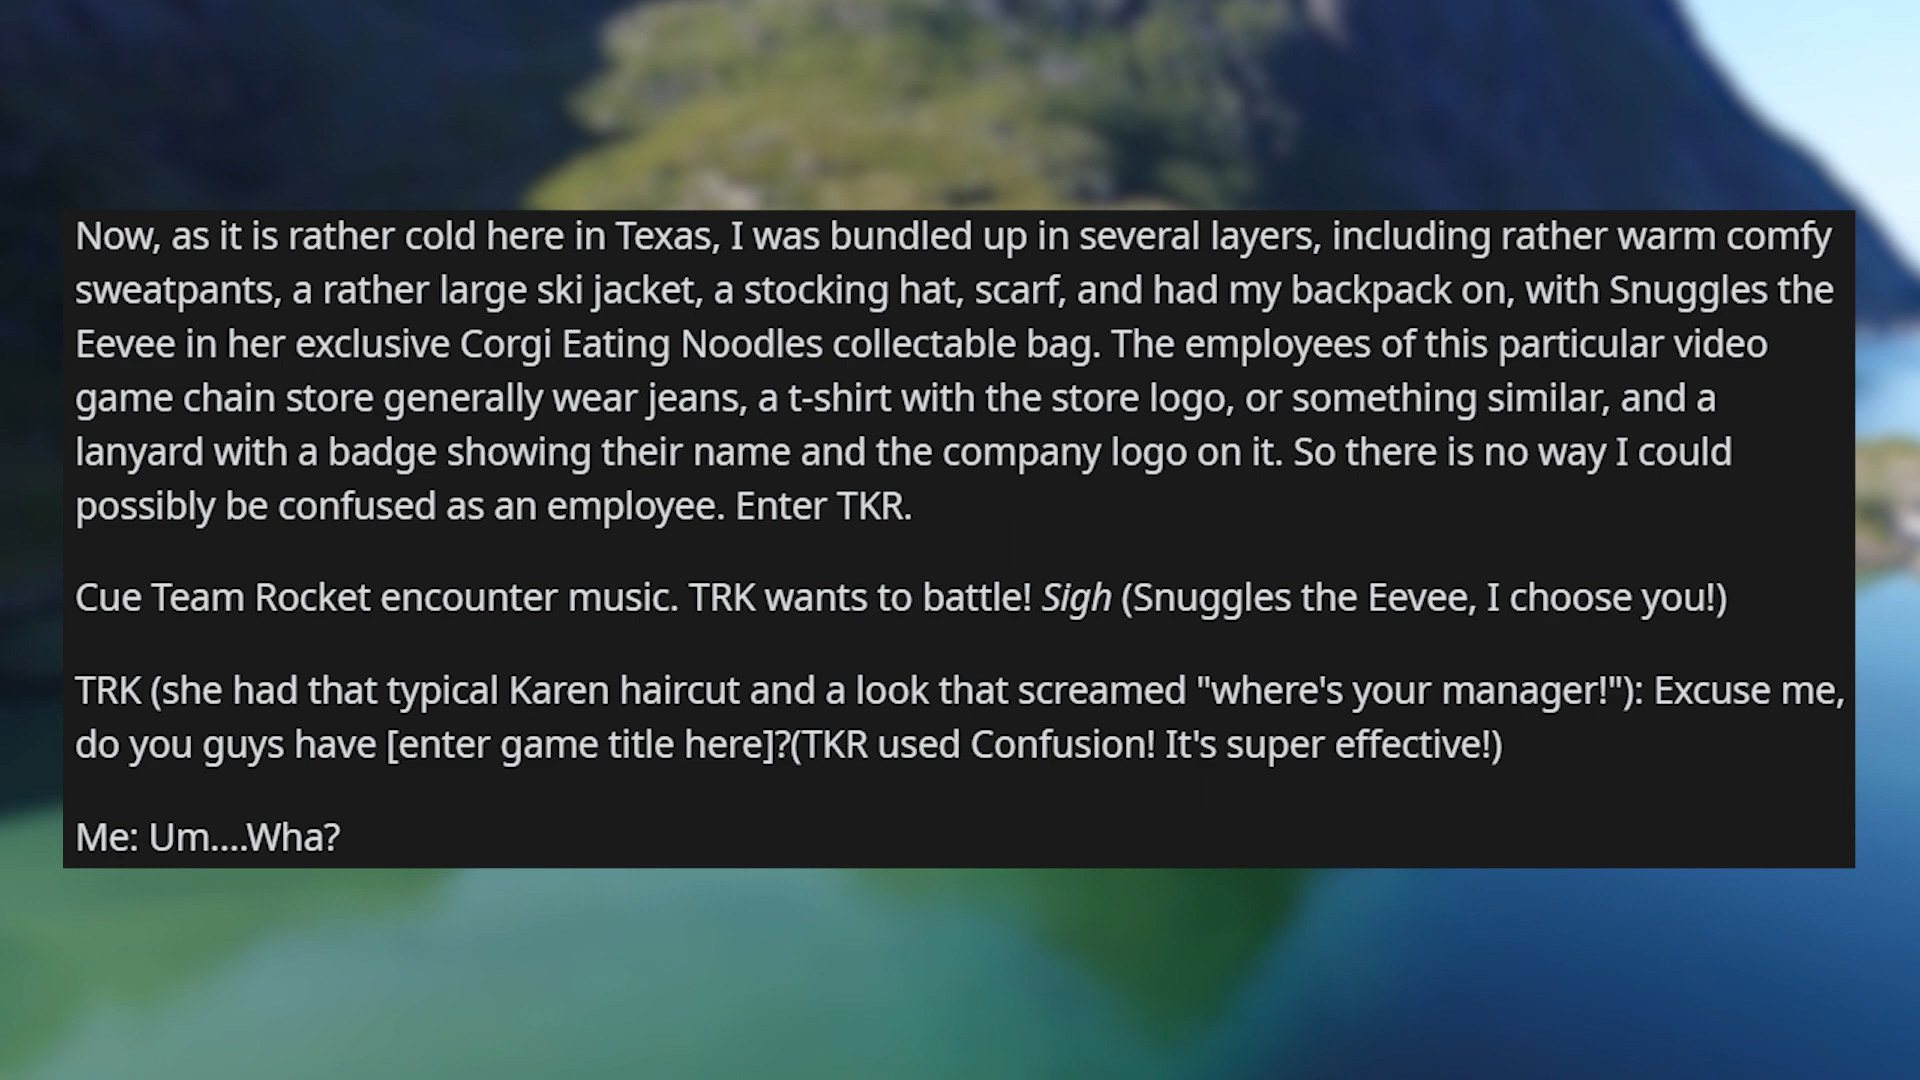 Now, as it is rather cold here in Texas, I was bundled up in several layers, including rather warm comfy
sweatpants, a rather large ski jacket, a stocking hat, scarf, and had my backpack on, with Snuggles the
Eevee in her exclusive Corgi Eating Noodles collectable bag. The employees of this particular video
game chain store generally wear jeans, a t-shirt with the store logo, or something similar, and a
lanyard with a badge showing their name and the company logo on it. So there is no way I could
possibly be confused as an employee. Enter TKR.
Cue Team Rocket encounter music. TRK wants to battle! Sigh (Snuggles the Eevee, I choose you!)
TRK (she had that typical Karen haircut and a look that screamed "where's your manager!"): Excuse me,
do you guys have [enter game title here]?(TKR used Confusion! It's super effective!)
Me: Um....Wha?